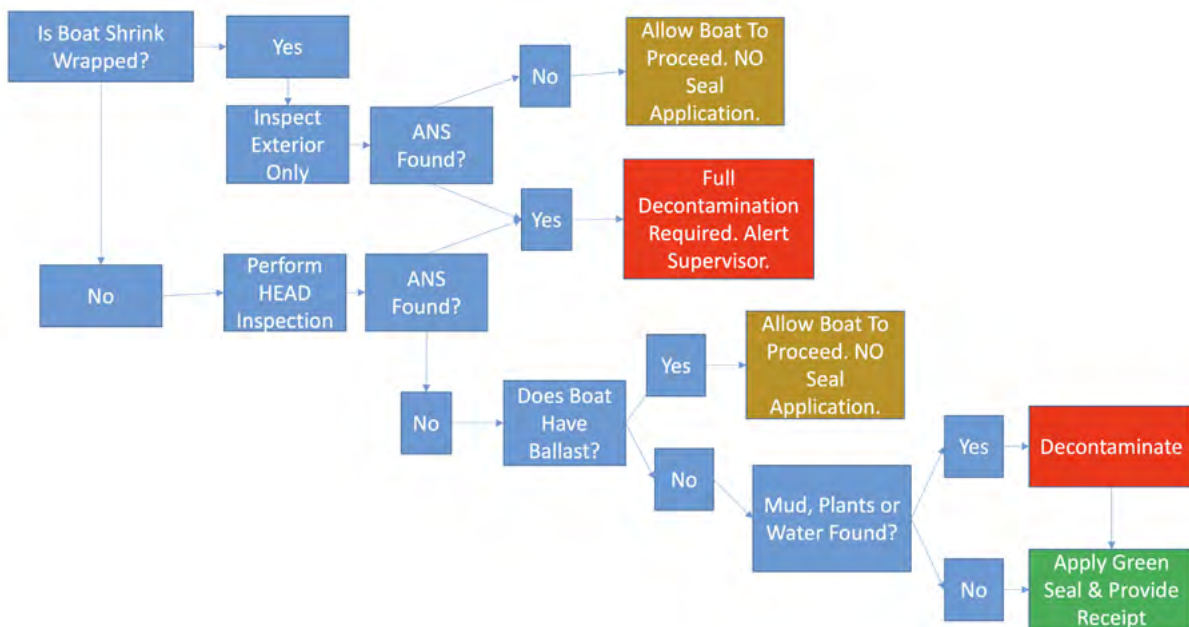 Is Boat Shrink
Wrapped?
Yes
Inspect
Exterior
Only
ANS
Found?
No
Allow Boat To
Proceed. NO
Seal
Application.
Yes
Full
Decontamination
Required. Alert
Supervisor.
No
Perform
HEAD
Inspection
ANS
Found?
No
Does Boat
Have
Ballast?
Yes
Allow Boat To
Proceed. NO
Seal
Application.
No
Mud, Plants or
Water Found?
Yes
Decontaminate
No
Apply Green
Seal & Provide
Receipt